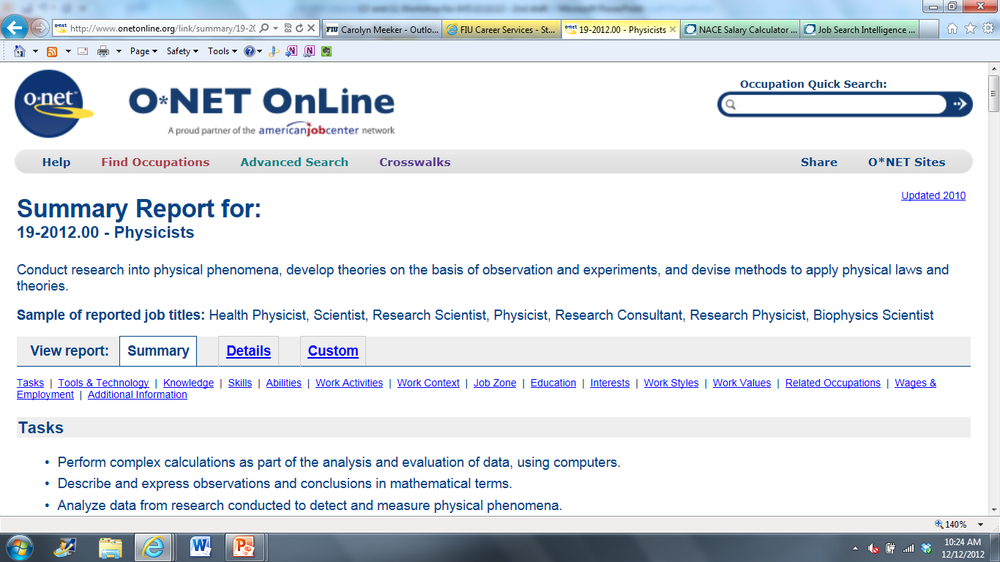 http://www.onetonline.org/link/summary/19-20
FIU Carolyn Meeker - Outlo...
FIU Career Services - St...
19-2012.00 - Physicists
NACE Salary Calculator ...
Job Search Intelligence ...
Page
Safety
Tools
o·net
O*NET OnLine
A proud partner of the americanjobcenter network
Occupation Quick Search:
Help
Find Occupations
Advanced Search
Crosswalks
Share
O*NET Sites
Updated 2010
Summary Report for:
19-2012.00 - Physicists
Conduct research into physical phenomena, develop theories on the basis of observation and experiments, and devise methods to apply physical laws and
theories.
Sample of reported job titles: Health Physicist, Scientist, Research Scientist, Physicist, Research Consultant, Research Physicist, Biophysics Scientist
View report: Summary Details Custom
Tasks | Tools & Technology | Knowledge | Skills | Abilities | Work Activities | Work Context | Job Zone | Education | Interests | Work Styles | Work Values | Related Occupations | Wages &
Employment | Additional Information
Tasks
• Perform complex calculations as part of the analysis and evaluation of data, using computers.
• Describe and express observations and conclusions in mathematical terms.
• Analyze data from research conducted to detect and measure physical phenomena.
140%
10:24 AM
12/12/2012